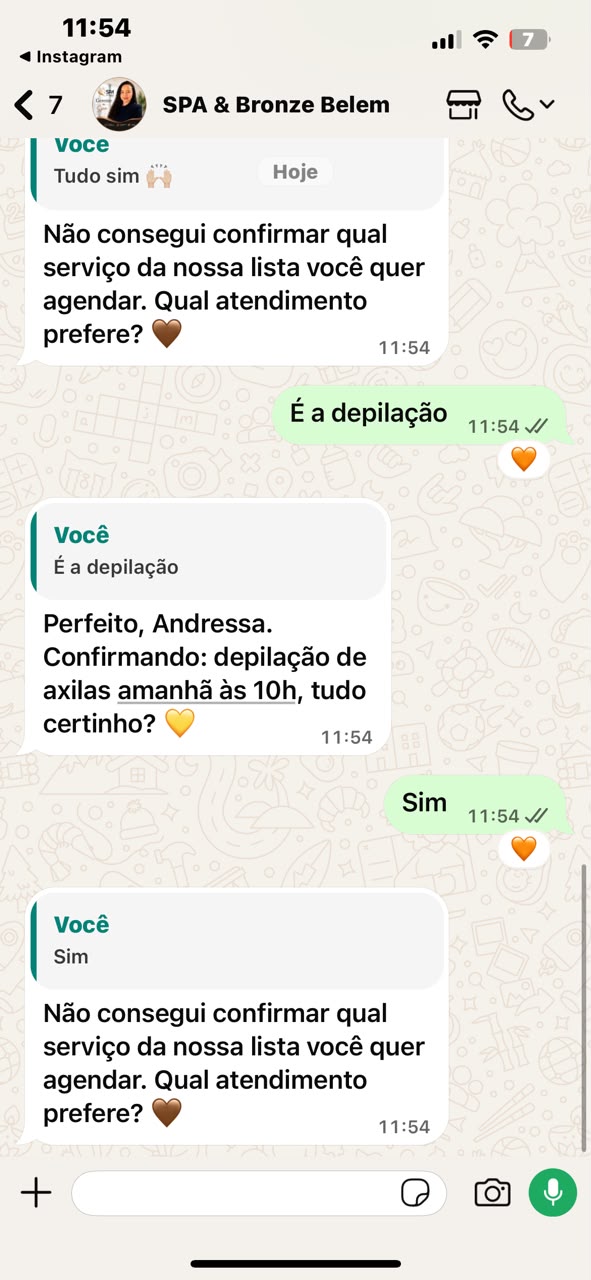 11:54
7
◀ Instagram
7
SPA & Bronze Belem
Você
Tudo sim 🙌🏼
Hoje
Não consegui confirmar qual
serviço da nossa lista você quer
agendar. Qual atendimento
prefere? 🤎
11:54
É a depilação
11:54
🧡
Você
É a depilação
Perfeito, Andressa.
Confirmando: depilação de
axilas amanhã às 10h, tudo
certinho? 💛
11:54
Sim
11:54
🧡
Você
Sim
Não consegui confirmar qual
serviço da nossa lista você quer
agendar. Qual atendimento
prefere? 🤎
11:54